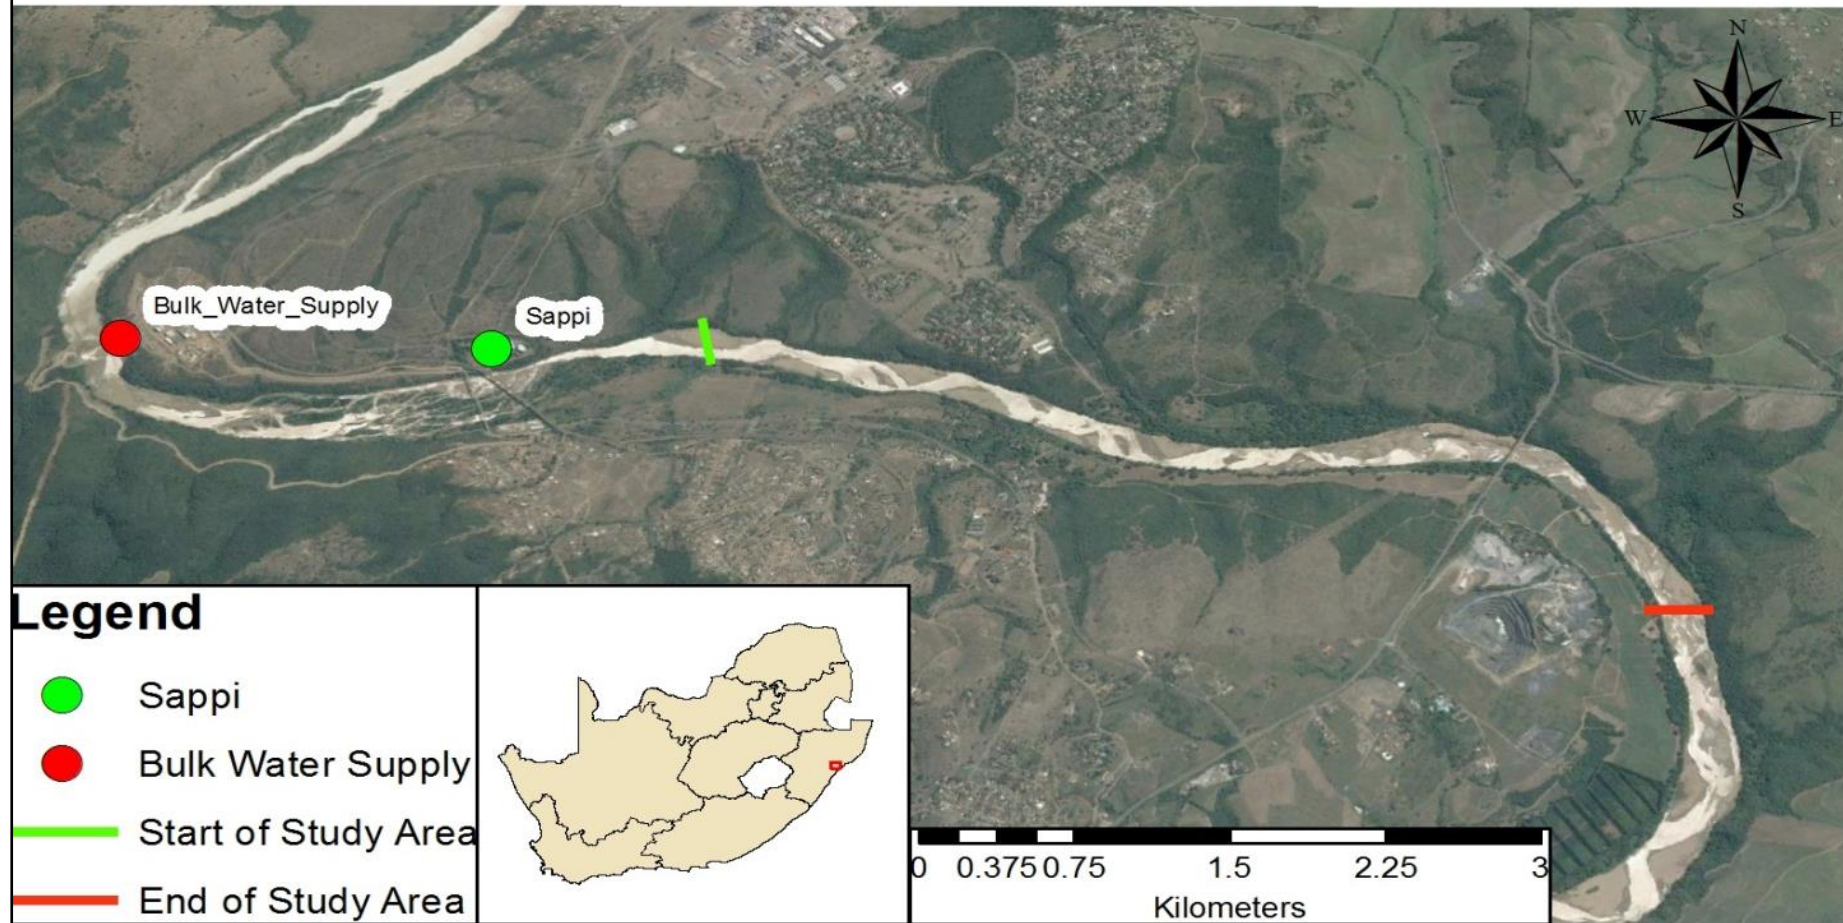 N
W E
S
Bulk_Water_Supply
Sappi
Legend
Sappi
Bulk Water Supply
Start of Study Area
End of Study Area
0 0.375 0.75 1.5 2.25 3
Kilometers